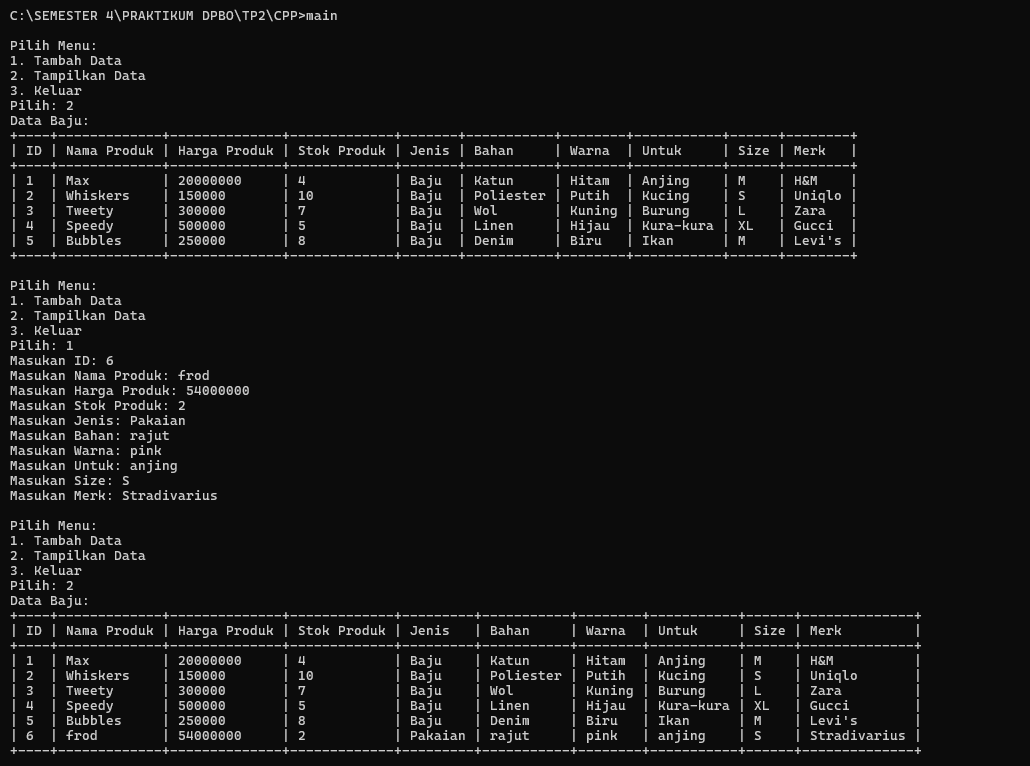 C:\SEMESTER 4\PRAKTIKUM DPBO\TP2\CPP>main
Pilih Menu:
1. Tambah Data
2. Tampilkan Data
3. Keluar
Pilih: 2
Data Baju:
+----+-------------+--------------+-------------+-------+-----------+--------+-----------+------+--------+
| ID | Nama Produk | Harga Produk | Stok Produk | Jenis | Bahan     | Warna  | Untuk     | Size | Merk   |
+----+-------------+--------------+-------------+-------+-----------+--------+-----------+------+--------+
| 1  | Max         | 20000000     | 4           | Baju  | Katun     | Hitam  | Anjing    | M    | H&M    |
| 2  | Whiskers    | 150000       | 10          | Baju  | Poliester | Putih  | Kucing    | S    | Uniqlo |
| 3  | Tweety      | 300000       | 7           | Baju  | Wol       | Kuning | Burung    | L    | Zara   |
| 4  | Speedy      | 500000       | 5           | Baju  | Linen     | Hijau  | Kura-kura | XL   | Gucci  |
| 5  | Bubbles     | 250000       | 8           | Baju  | Denim     | Biru   | Ikan      | M    | Levi's |
+----+-------------+--------------+-------------+-------+-----------+--------+-----------+------+--------+
Pilih Menu:
1. Tambah Data
2. Tampilkan Data
3. Keluar
Pilih: 1
Masukan ID: 6
Masukan Nama Produk: frod
Masukan Harga Produk: 54000000
Masukan Stok Produk: 2
Masukan Jenis: Pakaian
Masukan Bahan: rajut
Masukan Warna: pink
Masukan Untuk: anjing
Masukan Size: S
Masukan Merk: Stradivarius
Pilih Menu:
1. Tambah Data
2. Tampilkan Data
3. Keluar
Pilih: 2
Data Baju:
+----+-------------+--------------+-------------+---------+-----------+--------+-----------+------+--------------+
| ID | Nama Produk | Harga Produk | Stok Produk | Jenis   | Bahan     | Warna  | Untuk     | Size | Merk         |
+----+-------------+--------------+-------------+---------+-----------+--------+-----------+------+--------------+
| 1  | Max         | 20000000     | 4           | Baju    | Katun     | Hitam  | Anjing    | M    | H&M          |
| 2  | Whiskers    | 150000       | 10          | Baju    | Poliester | Putih  | Kucing    | S    | Uniqlo       |
| 3  | Tweety      | 300000       | 7           | Baju    | Wol       | Kuning | Burung    | L    | Zara         |
| 4  | Speedy      | 500000       | 5           | Baju    | Linen     | Hijau  | Kura-kura | XL   | Gucci        |
| 5  | Bubbles     | 250000       | 8           | Baju    | Denim     | Biru   | Ikan      | M    | Levi's       |
| 6  | frod        | 54000000     | 2           | Pakaian | rajut     | pink   | anjing    | S    | Stradivarius |
+----+-------------+--------------+-------------+---------+-----------+--------+-----------+------+--------------+